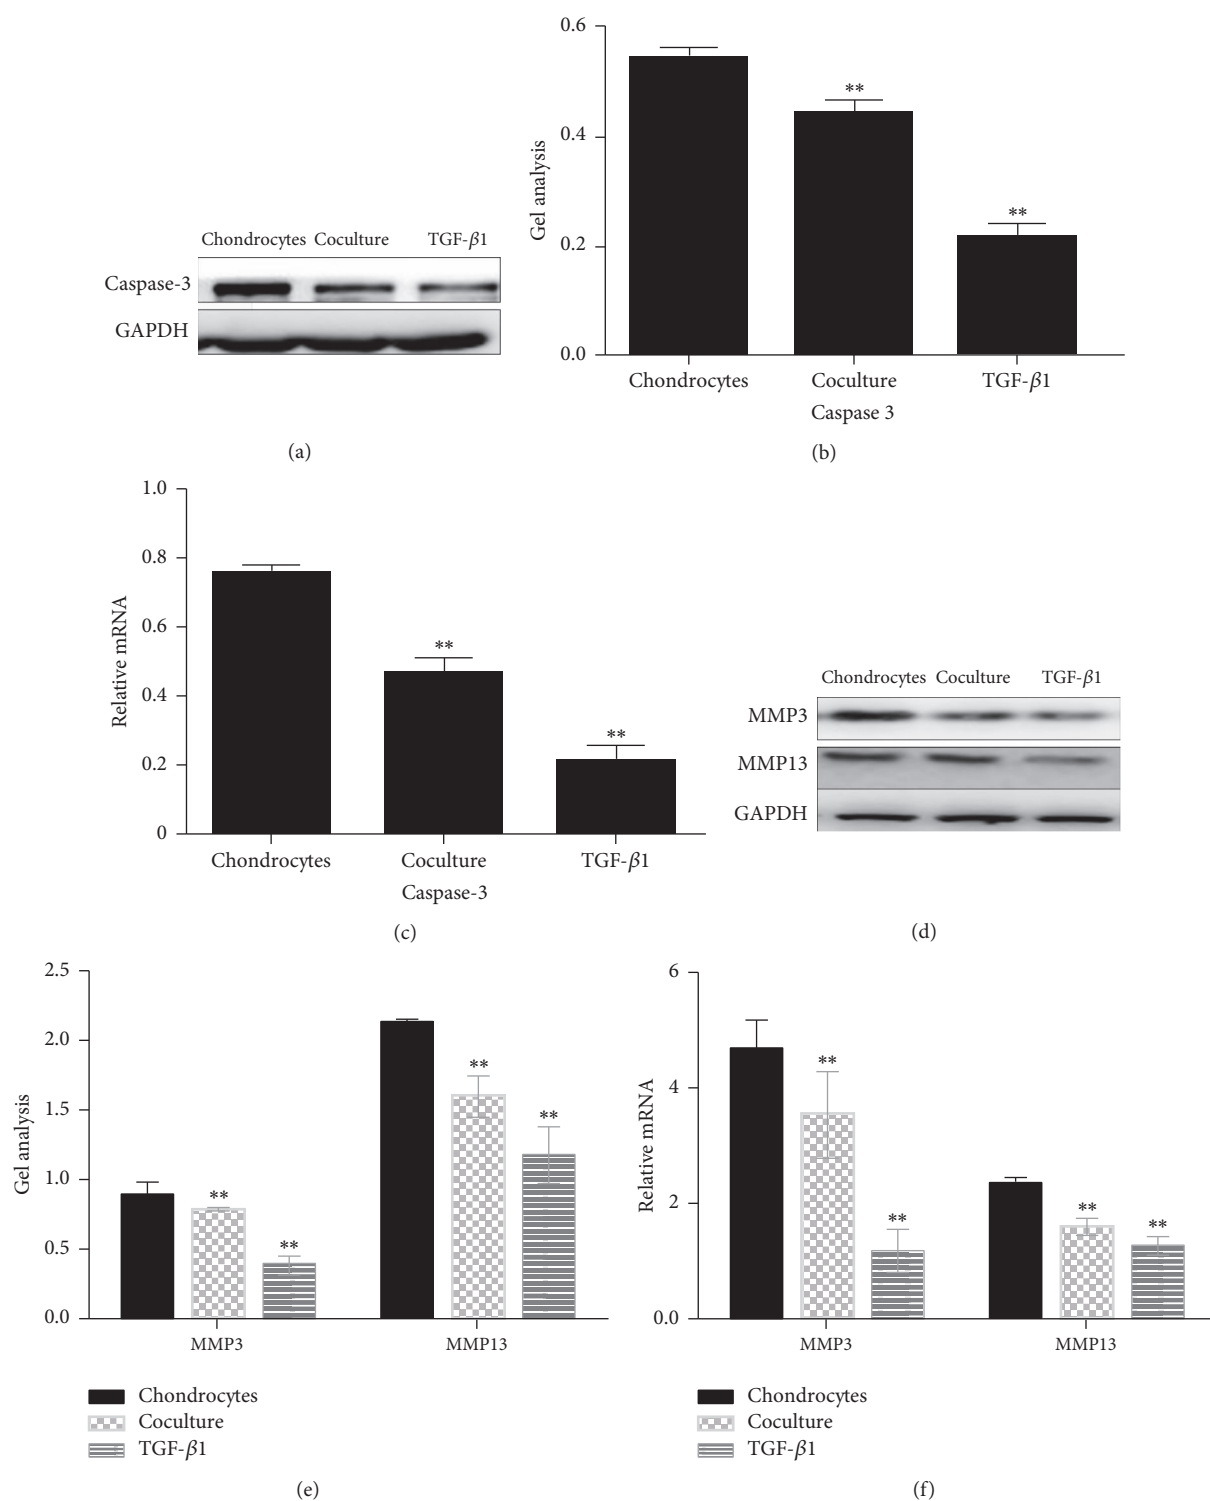 Chondrocytes Coculture TGF-β1
Caspase-3
GAPDH
(a)
0.6
0.4
0.2
0.0
Gel analysis
**
**
Chondrocytes Coculture TGF-β1
Caspase 3
(b)
1.0
0.8
0.6
0.4
0.2
0
Relative mRNA
**
**
Chondrocytes Coculture TGF-β1
Caspase-3
(c)
Chondrocytes Coculture TGF-β1
MMP3
MMP13
GAPDH
(d)
2.5
2.0
1.5
1.0
0.5
0.0
Gel analysis
**
**
**
**
MMP3 MMP13
Chondrocytes
Coculture
TGF-β1
(e)
6
4
2
0.0
Relative mRNA
**
**
**
**
MMP3 MMP13
Chondrocytes
Coculture
TGF-β1
(f)